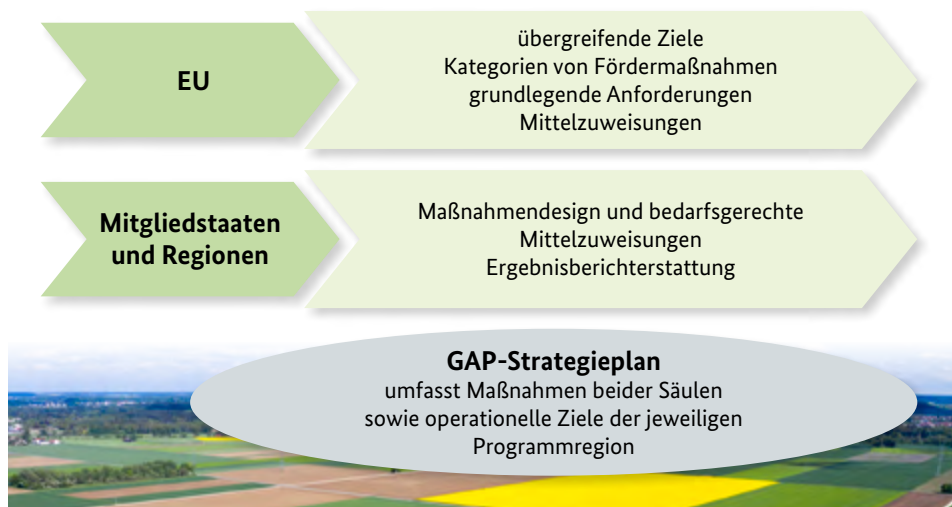 EU
übergreifende Ziele
Kategorien von Fördermaßnahmen
grundlegende Anforderungen
Mittelzuweisungen
Mitgliedstaaten
und Regionen
Maßnahmendesign und bedarfsgerechte
Mittelzuweisungen
Ergebnisberichterstattung
GAP-Strategieplan
umfasst Maßnahmen beider Säulen
sowie operationelle Ziele der jeweiligen
Programmregion